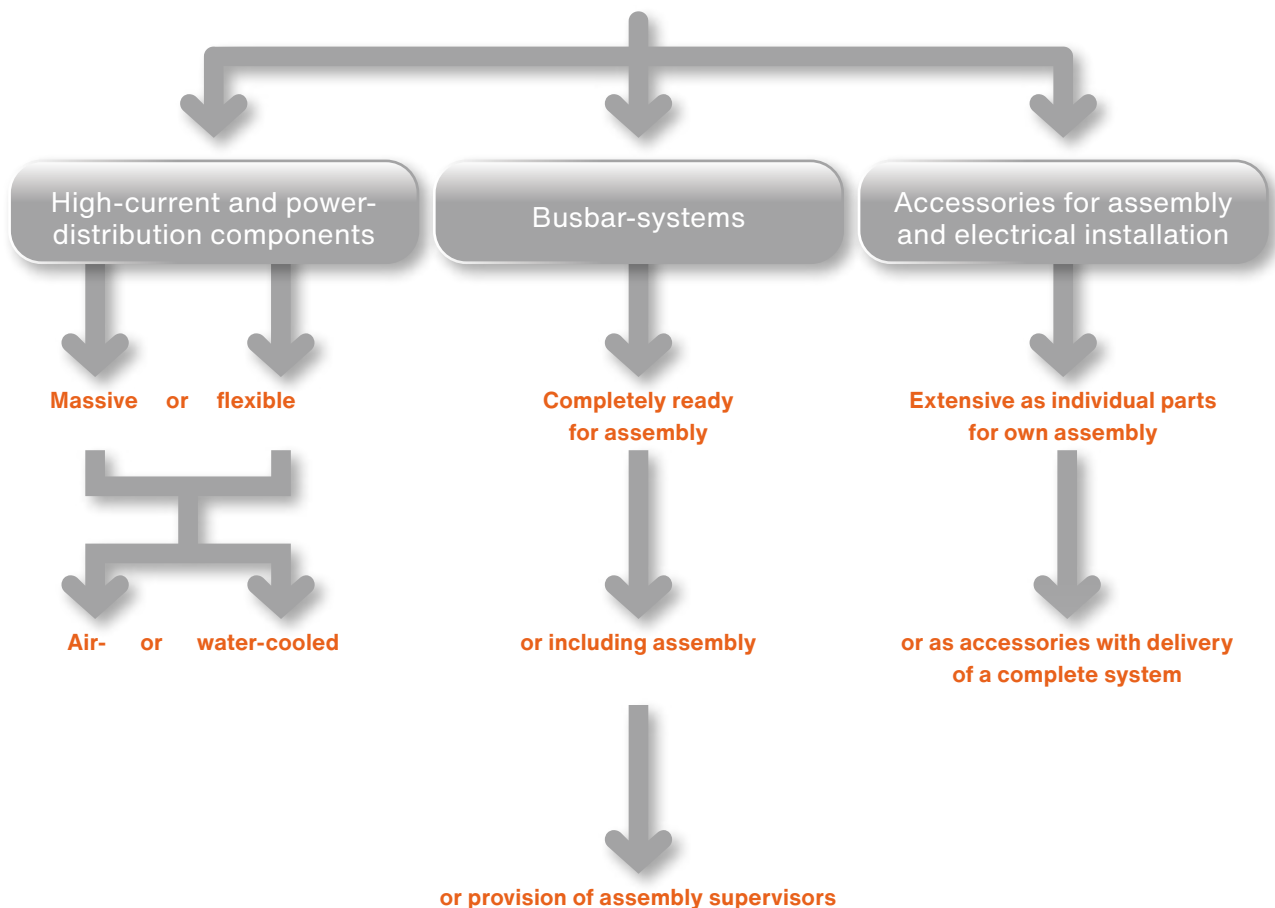 High-current and power-
distribution components
Busbar-systems
Accessories for assembly
and electrical installation
Massive or flexible
Completely ready
for assembly
Extensive as individual parts
for own assembly
Air- or water-cooled
or including assembly
or as accessories with delivery
of a complete system
or provision of assembly supervisors